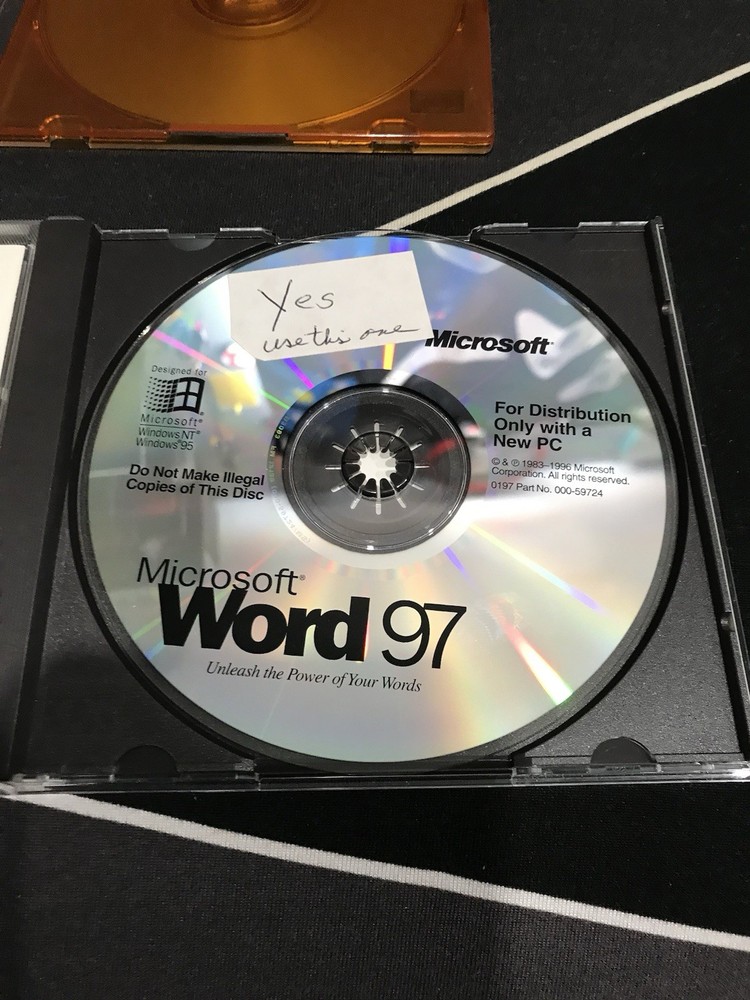 Yes
use this one
Microsoft®
Designed for
Microsoft®
Windows NT®
Windows®95
For Distribution
Only with a
New PC
© & ℗ 1983–1996 Microsoft
Corporation. All rights reserved.
0197 Part No. 000-59724
Do Not Make Illegal
Copies of This Disc
Microsoft®
Word 97
Unleash the Power of Your Words